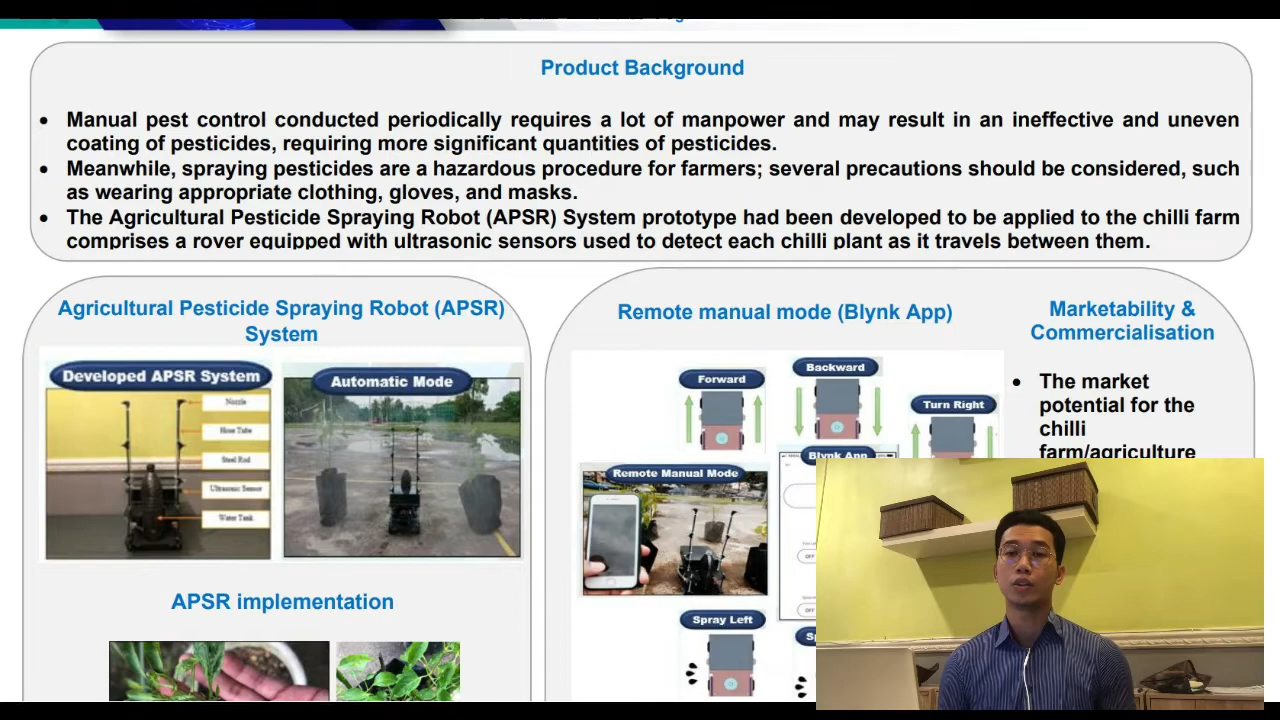 Product Background
• Manual pest control conducted periodically requires a lot of manpower and may result in an ineffective and uneven
coating of pesticides, requiring more significant quantities of pesticides.
• Meanwhile, spraying pesticides are a hazardous procedure for farmers; several precautions should be considered, such
as wearing appropriate clothing, gloves, and masks.
• The Agricultural Pesticide Spraying Robot (APSR) System prototype had been developed to be applied to the chilli farm
comprises a rover equipped with ultrasonic sensors used to detect each chilli plant as it travels between them.
Agricultural Pesticide Spraying Robot (APSR)
System
Developed APSR System
Nozzle
Hose Tube
Steel Rod
Ultrasonic Sensor
Water Tank
Automatic Mode
APSR implementation
Remote manual mode (Blynk App)
Forward
Backward
Turn Right
Remote Manual Mode
Blynk App
OFF
OFF
Spray Left
Marketability &
Commercialisation
• The market
potential for the
chilli
farm/agriculture